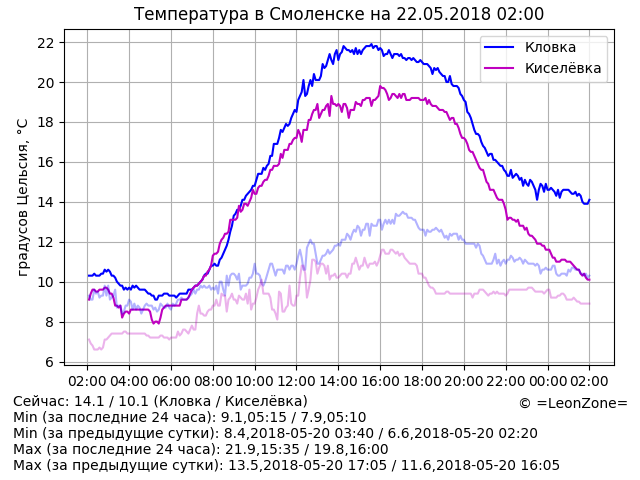 Температура в Смоленске на 22.05.2018 02:00
градусов Цельсия, °C
22
20
18
16
14
12
10
8
6
Кловка
Киселёвка
02:00 04:00 06:00 08:00 10:00 12:00 14:00 16:00 18:00 20:00 22:00 00:00 02:00
Сейчас: 14.1 / 10.1 (Кловка / Киселёвка)
© =LeonZone=
Min (за последние 24 часа): 9.1,05:15 / 7.9,05:10
Min (за предыдущие сутки): 8.4,2018-05-20 03:40 / 6.6,2018-05-20 02:20
Max (за последние 24 часа): 21.9,15:35 / 19.8,16:00
Max (за предыдущие сутки): 13.5,2018-05-20 17:05 / 11.6,2018-05-20 16:05